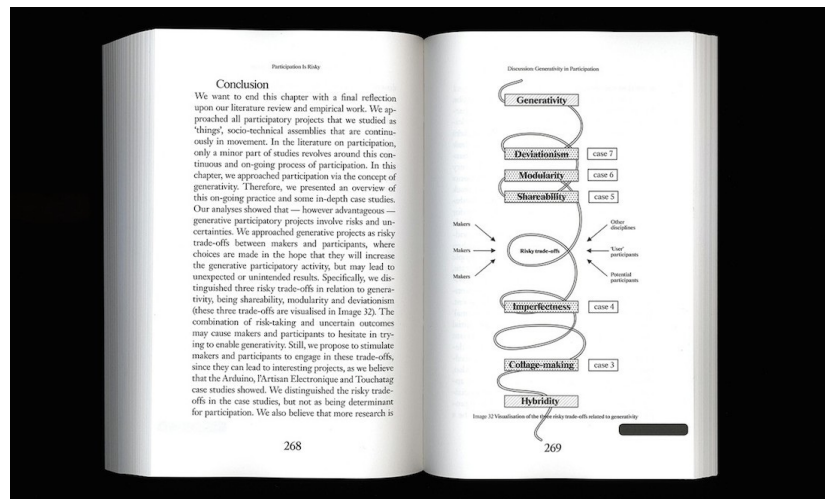 Participation Is Risky
Conclusion
We want to end this chapter with a final reflection
upon our literature review and empirical work. We ap-
proached all participatory projects that we studied as
'things', socio-technical assemblies that are continu-
ously in movement. In the literature on participation,
only a minor part of studies revolves around this con-
tinuous and on-going process of participation. In this
chapter, we approached participation via the concept of
generativity. Therefore, we presented an overview of
this on-going practice and some in-depth case studies.
Our analyses showed that — however advantageous —
generative participatory projects involve risks and un-
certainties. We approached generative projects as risky
trade-offs between makers and participants, where
choices are made in the hope that they will increase
the generative participatory activity, but may lead to
unexpected or unintended results. Specifically, we dis-
tinguished three risky trade-offs in relation to genera-
tivity, being shareability, modularity and deviationism
(these three trade-offs are visualised in Image 32). The
combination of risk-taking and uncertain outcomes
may cause makers and participants to hesitate in try-
ing to enable generativity. Still, we propose to stimulate
makers and participants to engage in these trade-offs,
since they can lead to interesting projects, as we believe
that the Arduino, l'Artisan Electronique and Touchatag
case studies showed. We distinguished the risky trade-
offs in the case studies, but not as being determinant
for participation. We also believe that more research is
268
Discussion: Generativity in Participation
Generativity
Deviationism
case 7
Modularity
case 6
Shareability
case 5
Makers
Other
disciplines
Makers
Risky trade-offs
'User'
participants
Makers
Potential
participants
Imperfectness
case 4
Collage-making
case 3
Hybridity
Image 32 Visualisation of the three risky trade-offs related to generativity
269